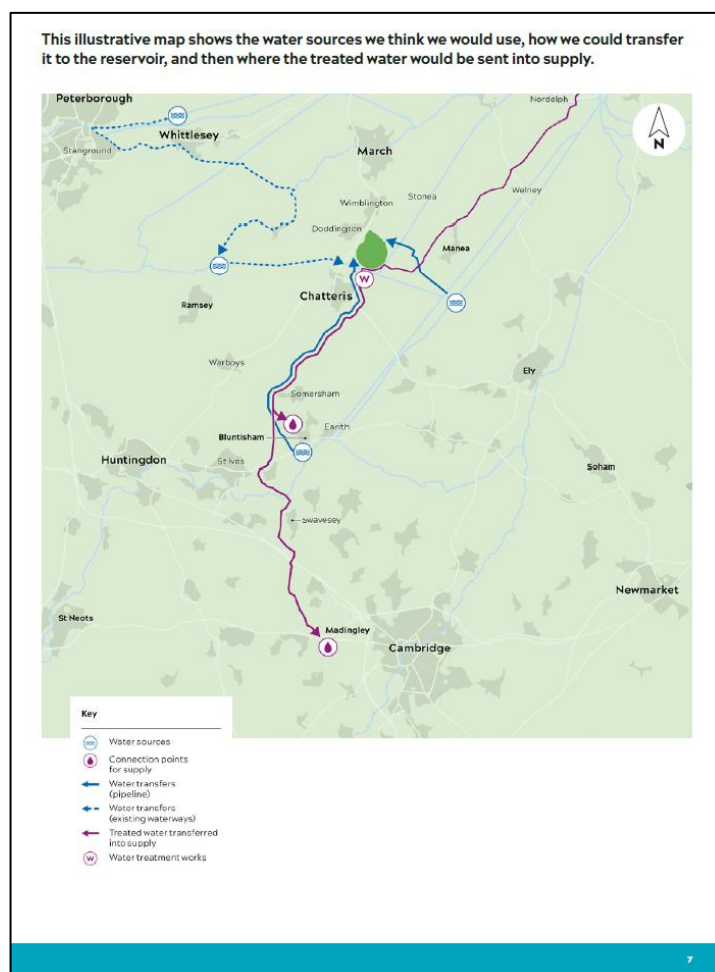 This illustrative map shows the water sources we think we would use, how we could transfer
it to the reservoir, and then where the treated water would be sent into supply.
Peterborough
Nordelph
Whittlesey
Stanground
N
March
Welney
Stonea
Wimblington
Doddington
Manea
W
Chatteris
Ramsey
Warboys
Ely
Somersham
Earith
Bluntisham
Huntingdon
St Ives
Soham
Swavesey
Newmarket
St Neots
Madingley
Cambridge
Key
Water sources
Connection points
for supply
Water transfers
(pipeline)
Water transfers
(existing waterways)
Treated water transferred
into supply
W
Water treatment works
7